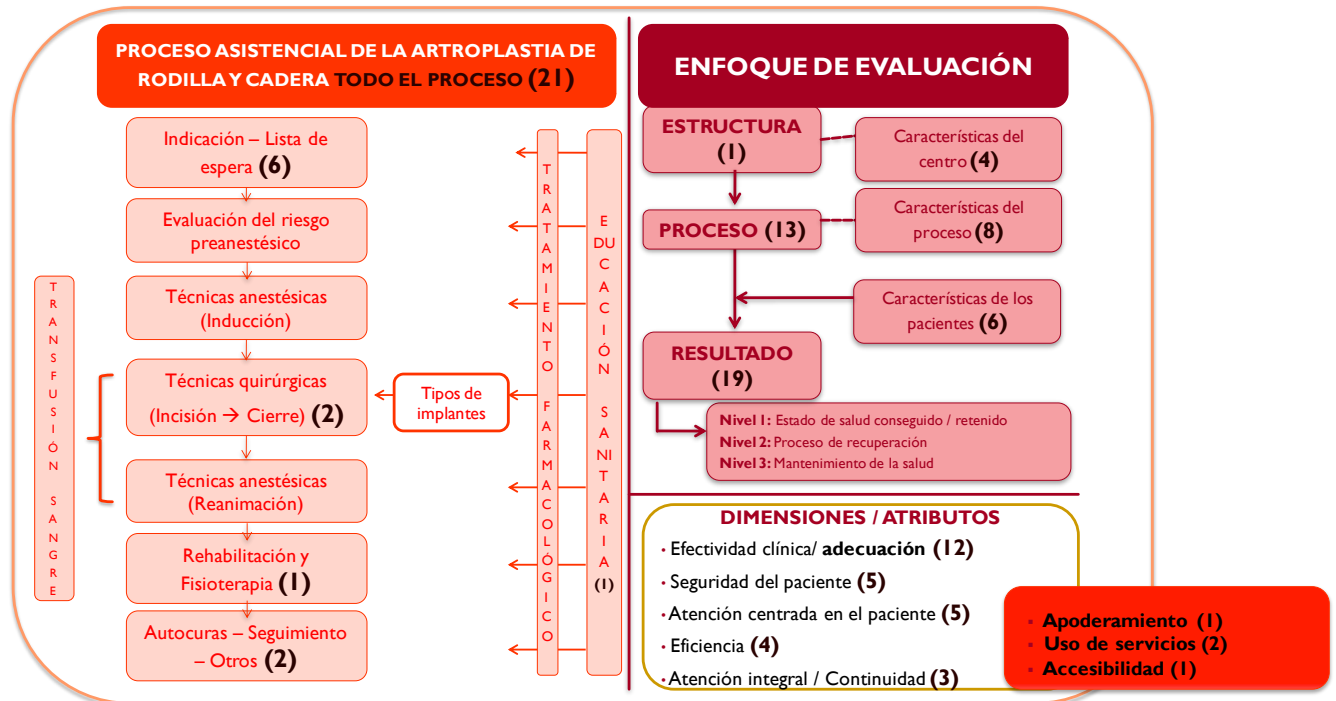 PROCESO ASISTENCIAL DE LA ARTROPLASTIA DE
RODILLA Y CADERA TODO EL PROCESO (21)
Indicación – Lista de
espera (6)
Evaluación del riesgo
preanestésico
Técnicas anestésicas
(Inducción)
Técnicas quirúrgicas
(Incisión → Cierre) (2)
Técnicas anestésicas
(Reanimación)
Rehabilitación y
Fisioterapia (1)
Autocuras – Seguimiento
– Otros (2)
TRANSFUSIÓN SANGRE
Tipos de
implantes
TRATAMIENTO FARMACOLÓGICO
EDUCACIÓN SANITARIA (1)
ENFOQUE DE EVALUACIÓN
ESTRUCTURA
(1)
Características del
centro (4)
PROCESO (13)
Características del
proceso (8)
Características de los
pacientes (6)
RESULTADO
(19)
Nivel 1: Estado de salud conseguido / retenido
Nivel 2: Proceso de recuperación
Nivel 3: Mantenimiento de la salud
DIMENSIONES / ATRIBUTOS
• Efectividad clínica/ adecuación (12)
• Seguridad del paciente (5)
• Atención centrada en el paciente (5)
• Eficiencia (4)
• Atención integral / Continuidad (3)
▪ Apoderamiento (1)
▪ Uso de servicios (2)
▪ Accesibilidad (1)